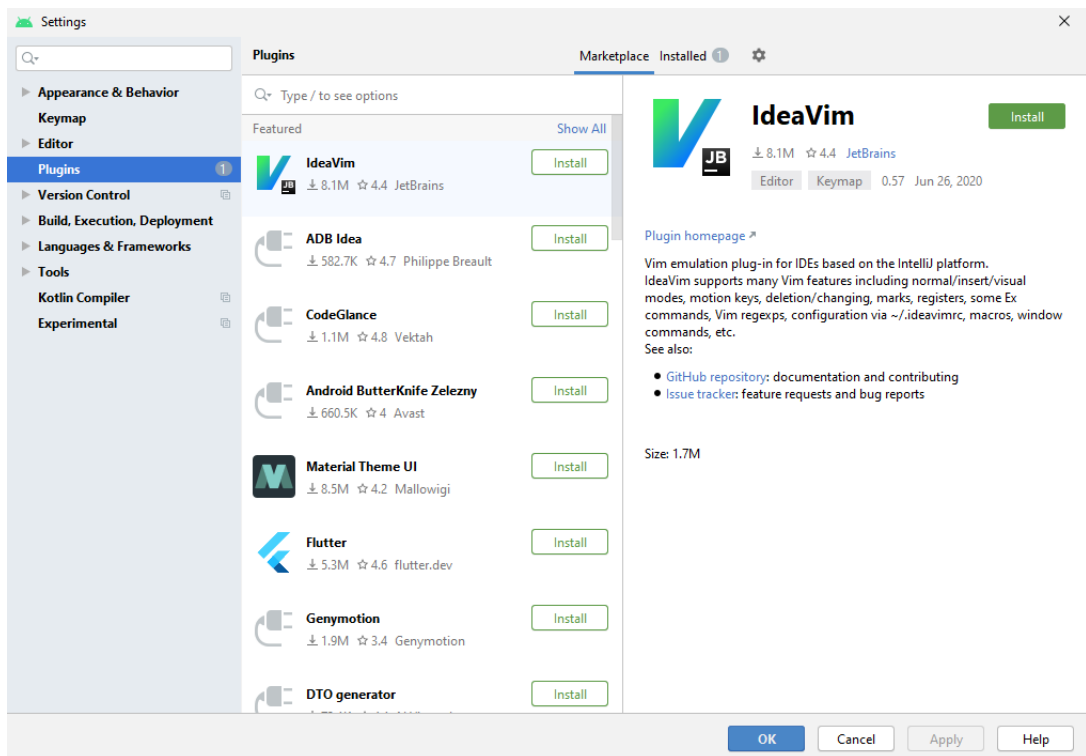 Settings
Plugins
Marketplace Installed 1
Appearance & Behavior
Keymap
Editor
Plugins 1
Version Control
Build, Execution, Deployment
Languages & Frameworks
Tools
Kotlin Compiler
Experimental
Type / to see options
Featured Show All
IdeaVim Install
8.1M 4.4 JetBrains
JB
ADB Idea Install
582.7K 4.7 Philippe Breault
CodeGlance Install
1.1M 4.8 Vektah
Android ButterKnife Zelezny Install
660.5K 4 Avast
Material Theme UI Install
8.5M 4.2 Mallowigi
Flutter Install
5.3M 4.6 flutter.dev
Genymotion Install
1.9M 3.4 Genymotion
DTO generator Install
JB
IdeaVim Install
8.1M 4.4 JetBrains
Editor Keymap 0.57 Jun 26, 2020
Plugin homepage
Vim emulation plug-in for IDEs based on the IntelliJ platform.
IdeaVim supports many Vim features including normal/insert/visual
modes, motion keys, deletion/changing, marks, registers, some Ex
commands, Vim regexps, configuration via ~/.ideavimrc, macros, window
commands, etc.
See also:
GitHub repository: documentation and contributing
Issue tracker: feature requests and bug reports
Size: 1.7M
OK Cancel Apply Help